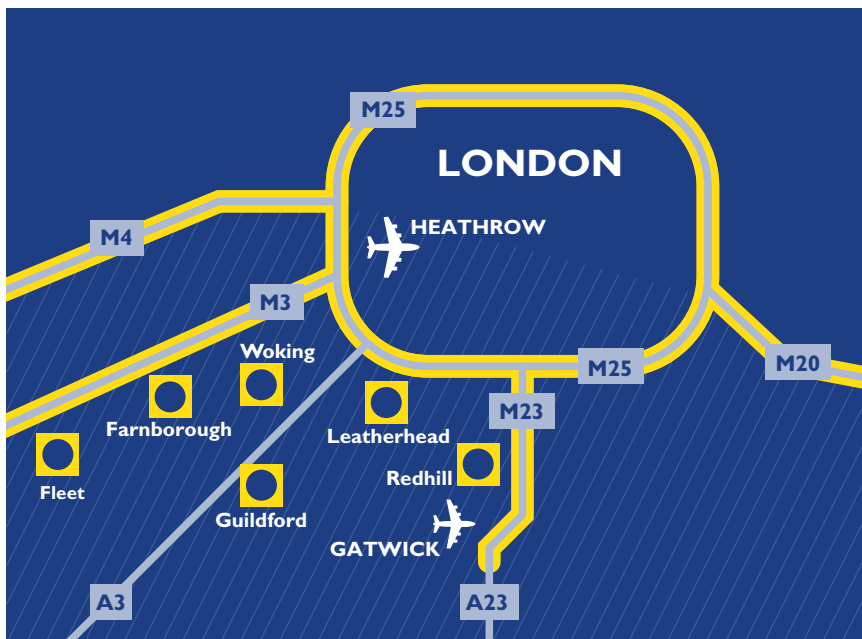 M25
LONDON
HEATHROW
M4
M3
Woking
M25
M20
M23
Farnborough
Leatherhead
Redhill
Fleet
Guildford
GATWICK
A3
A23